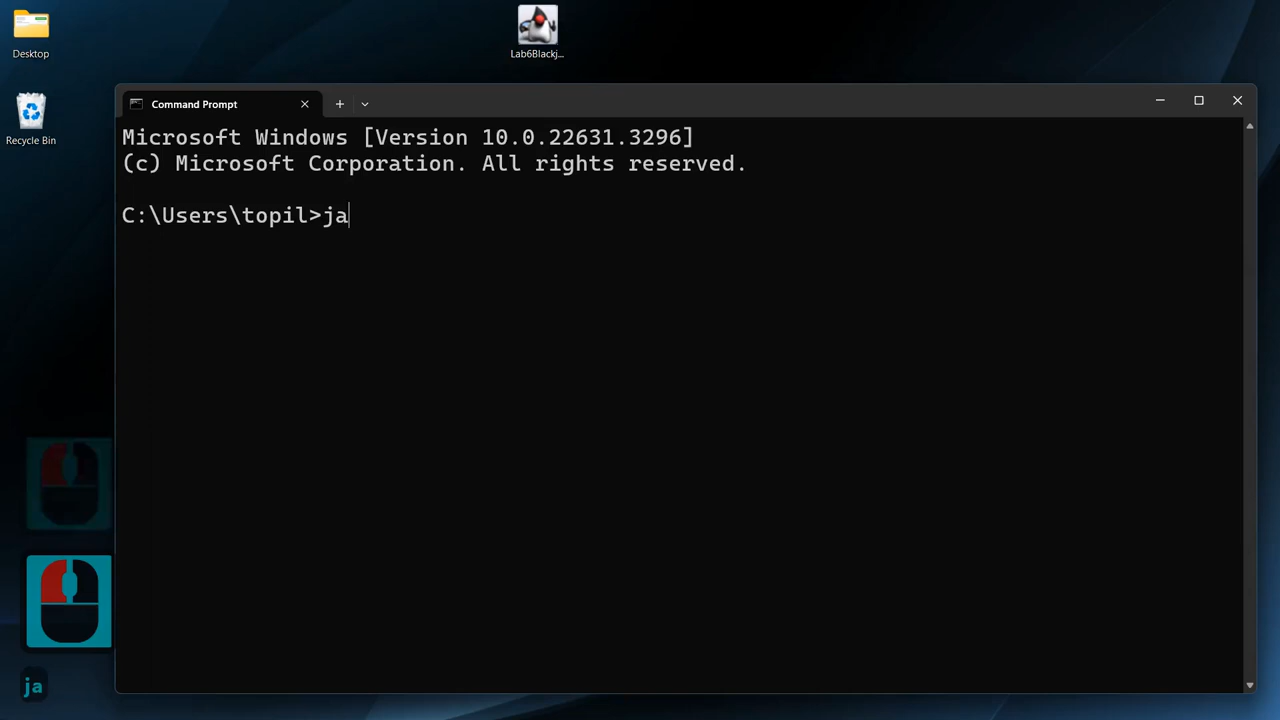 Desktop
Lab6Blackj...
Recycle Bin
Command Prompt
Microsoft Windows [Version 10.0.22631.3296]
(c) Microsoft Corporation. All rights reserved.
C:\Users\topil>ja
ja